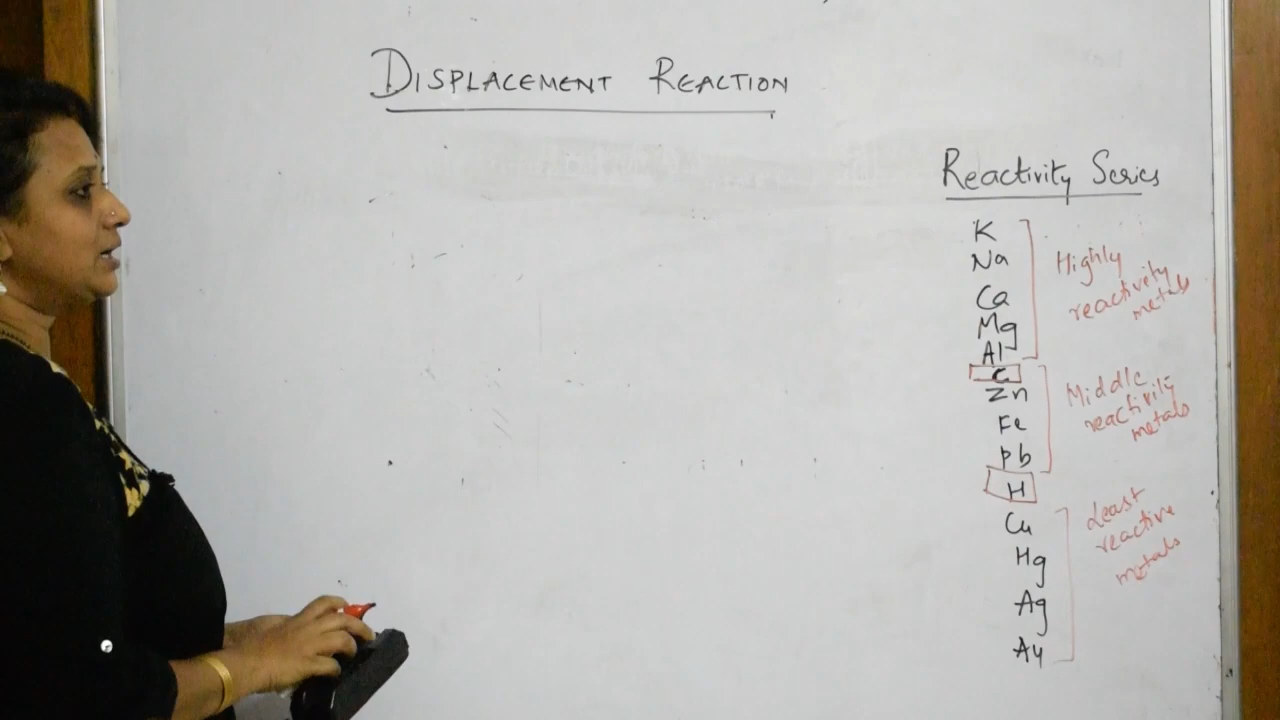 DISPLACEMENT REACTION
Reactivity Series
K
Na
Ca
Mg
Al
C
Zn
Fe
Pb
H
Cu
Hg
Ag
Au
Highly
reactivity
metals
Middle
reactivity
metals
Least
reactive
metals